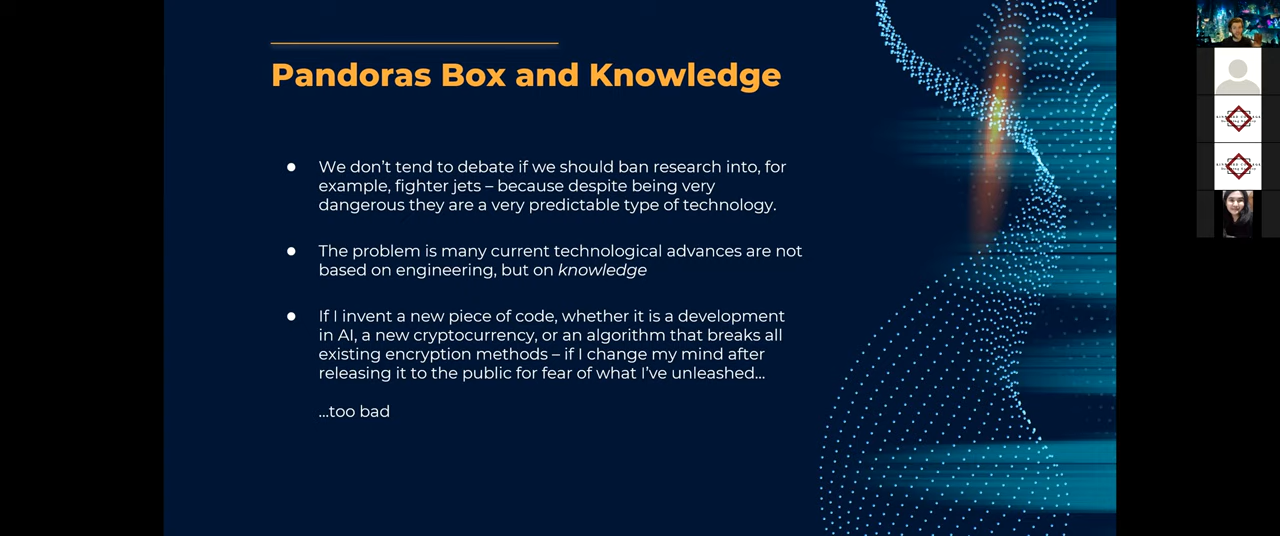 Pandoras Box and Knowledge
● We don't tend to debate if we should ban research into, for
example, fighter jets – because despite being very
dangerous they are a very predictable type of technology.
● The problem is many current technological advances are not
based on engineering, but on knowledge
● If I invent a new piece of code, whether it is a development
in AI, a new cryptocurrency, or an algorithm that breaks all
existing encryption methods – if I change my mind after
releasing it to the public for fear of what I've unleashed...
...too bad